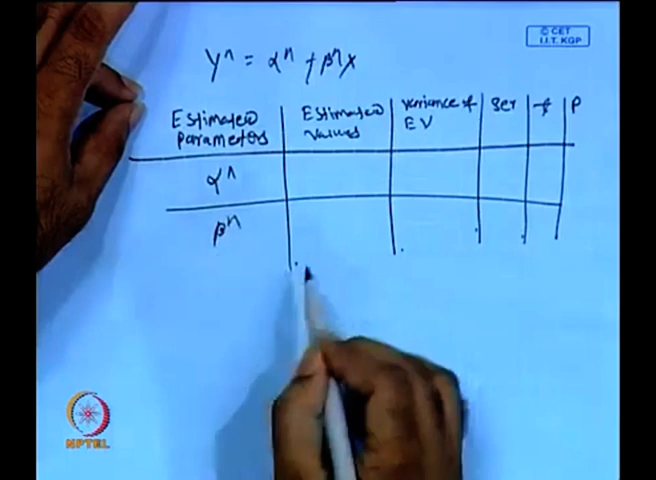 © CET
I.I.T. KGP
Y^ = α^ + β^x
Estimated Parameters
Estimated Values
Variance of EV
Ser
t
P
α^
β^
NPTEL